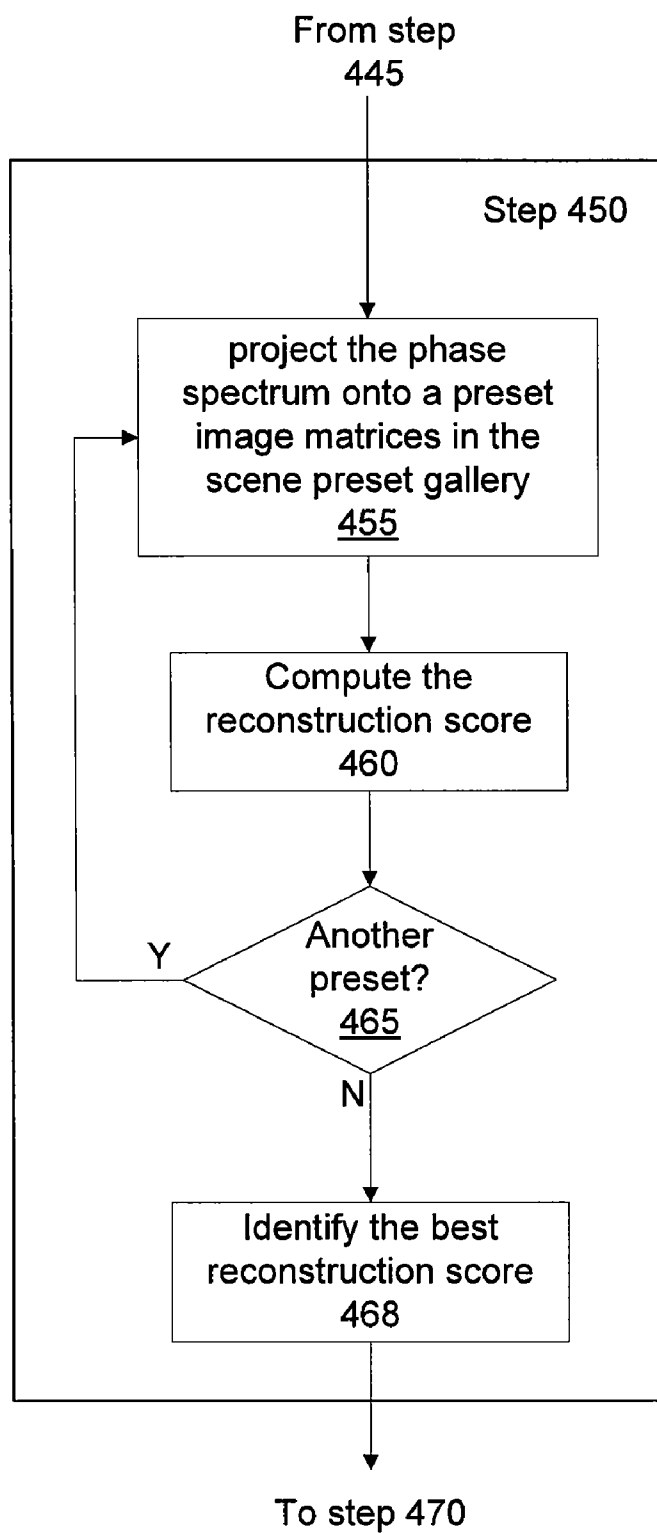 From step
445
Step 450
project the phase
spectrum onto a preset
image matrices in the
scene preset gallery
455
Compute the
reconstruction score
460
Another
preset?
465
Y
N
Identify the best
reconstruction score
468
To step 470